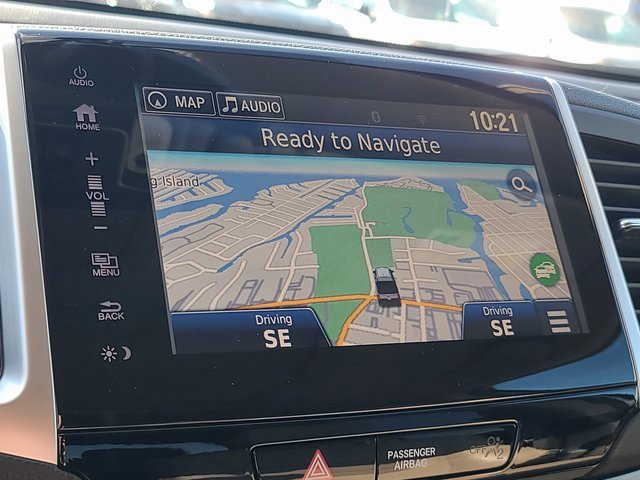 AUDIO
HOME
+
VOL
−
MENU
BACK
MAP
AUDIO
10:21
Ready to Navigate
g Island
Driving
SE
Driving
SE
PASSENGER
AIRBAG
OFF
2